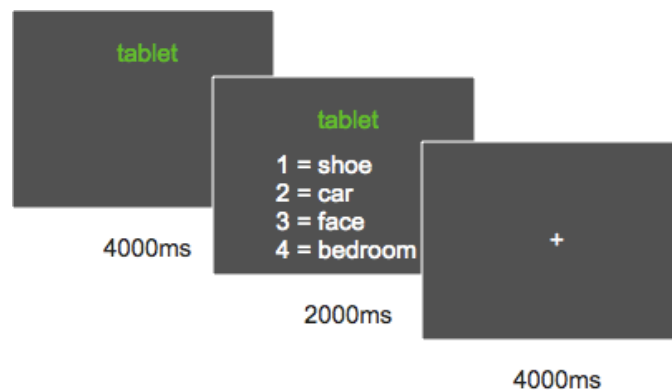 tablet
4000ms
tablet
1 = shoe
2 = car
3 = face
4 = bedroom
2000ms
+
4000ms